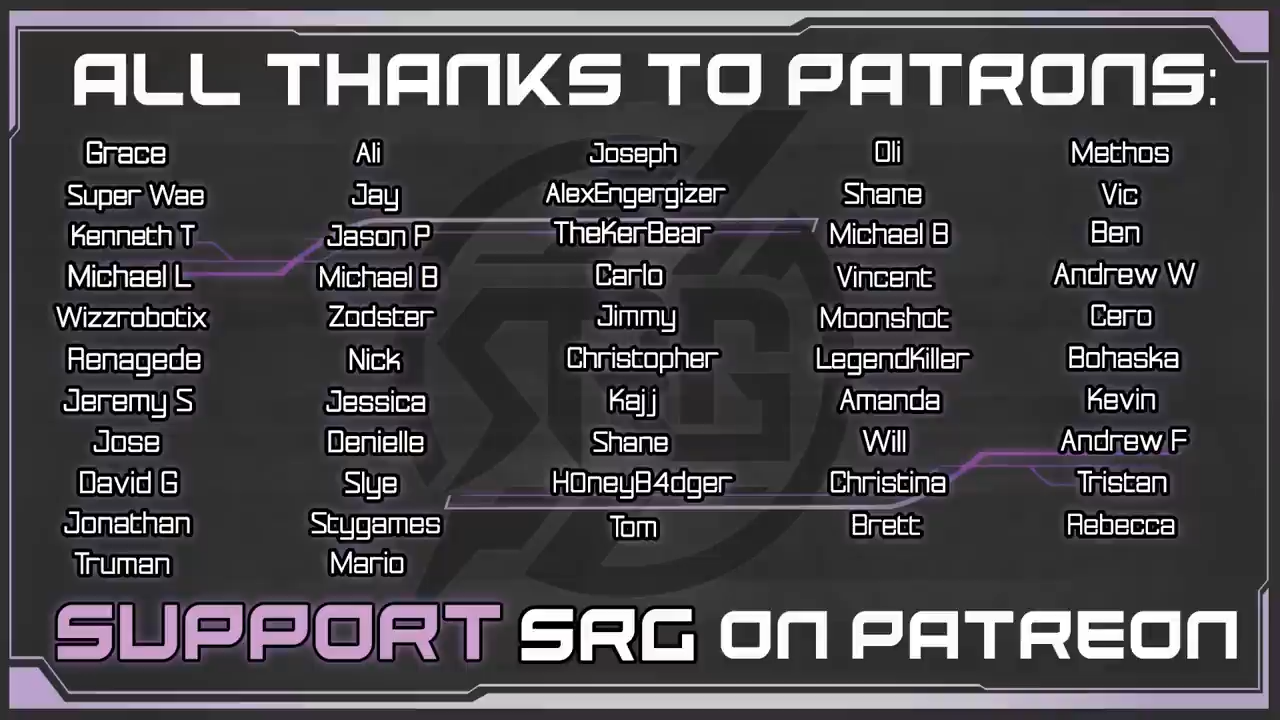 ALL THANKS TO PATRONS:
Grace Ali Joseph Oli Methos
Super Wae Jay AlexEngergizer Shane Vic
Kenneth T Jason P TheKerBear Michael B Ben
Michael L Michael B Carlo Vincent Andrew W
Wizzrobotix Zodster Jimmy Moonshot Cero
Renagede Nick Christopher LegendKiller Bohaska
Jeremy S Jessica Kajj Amanda Kevin
Jose Denielle Shane Will Andrew F
David G Slye H0neyB4dger Christina Tristan
Jonathan Stygames Tom Brett Rebecca
Truman Mario
SUPPORT SRG ON PATREON